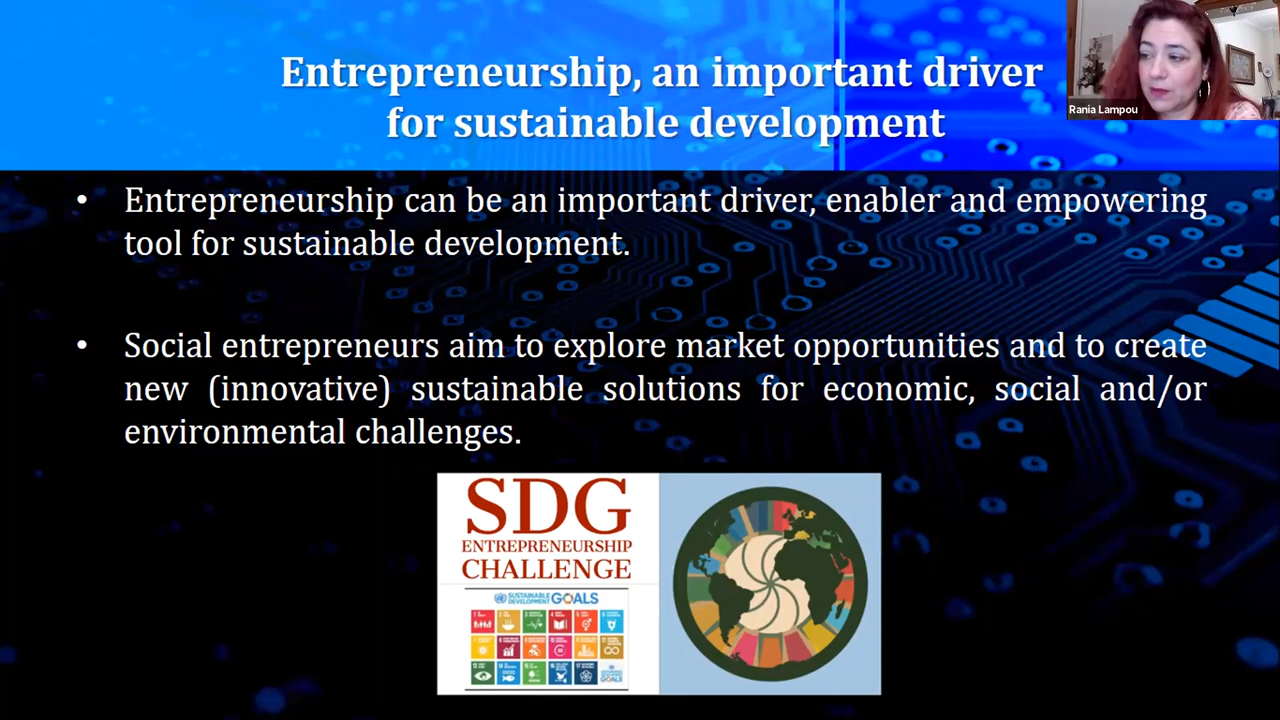 Entrepreneurship, an important driver
for sustainable development
Rania Lampou
• Entrepreneurship can be an important driver, enabler and empowering
tool for sustainable development.
• Social entrepreneurs aim to explore market opportunities and to create
new (innovative) sustainable solutions for economic, social and/or
environmental challenges.
SDG
ENTREPRENEURSHIP
CHALLENGE
SUSTAINABLE
DEVELOPMENT GOALS